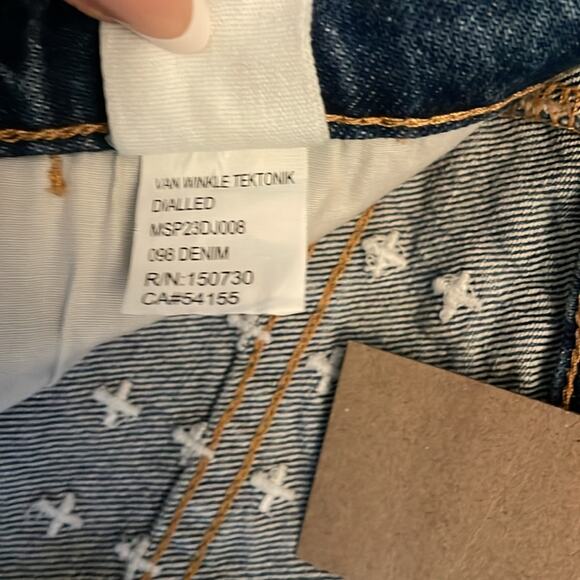 VAN WINKLE TEKTONIK
DIALLED
MSP23DJ008
098 DENIM
R/N:150730
CA#54155